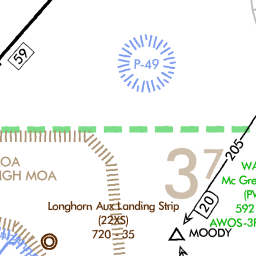 59
P-49
OA
IGH MOA
37
205
WA
Mc Gre
(PW
592
AWOS-3P
20
Longhorn Aux Landing Strip
(22XS)
720 - 35
MOODY